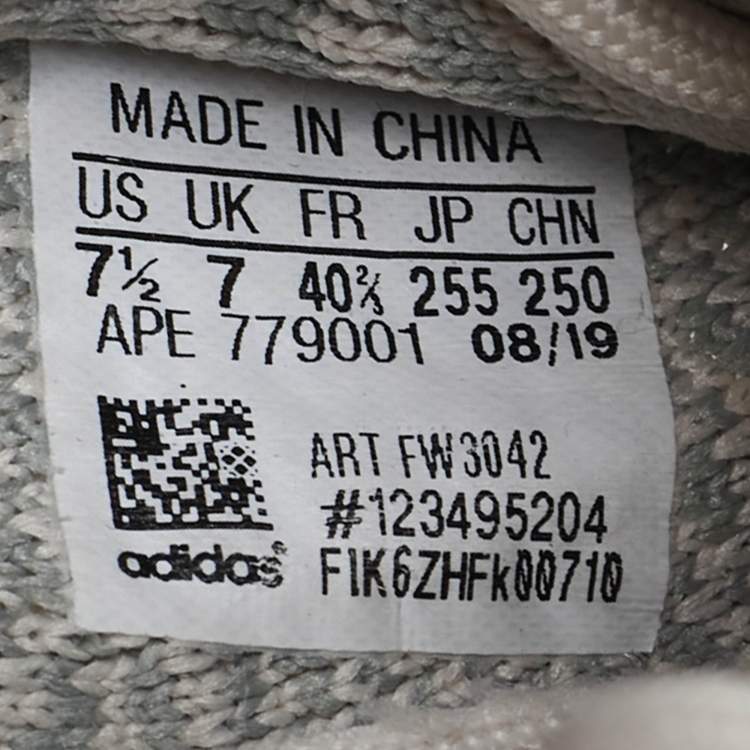 MADE IN CHINA
US UK FR JP CHN
7½ 7 40⅔ 255 250
APE 779001 08/19
ART FW3042
#123495204
adidas FIK6ZHFk00710